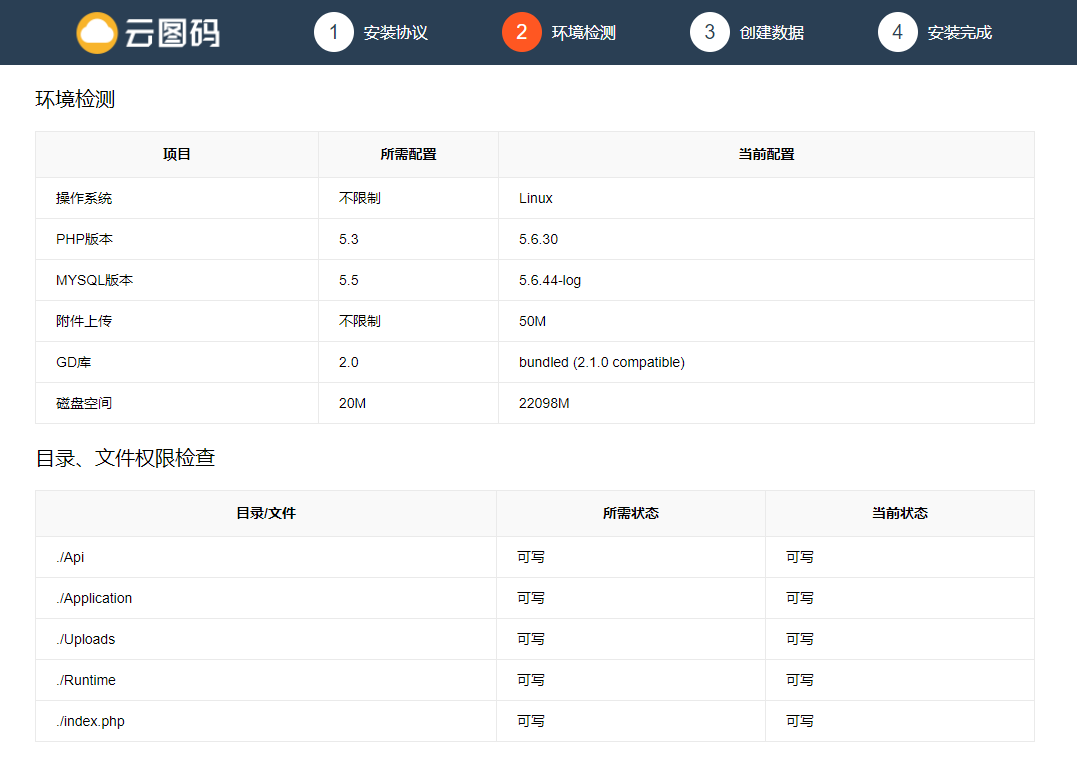 云图码 1 安装协议 2 环境检测 3 创建数据 4 安装完成
环境检测
项目 所需配置 当前配置
操作系统 不限制 Linux
PHP版本 5.3 5.6.30
MYSQL版本 5.5 5.6.44-log
附件上传 不限制 50M
GD库 2.0 bundled (2.1.0 compatible)
磁盘空间 20M 22098M
目录、文件权限检查
目录/文件 所需状态 当前状态
./Api 可写 可写
./Application 可写 可写
./Uploads 可写 可写
./Runtime 可写 可写
./index.php 可写 可写